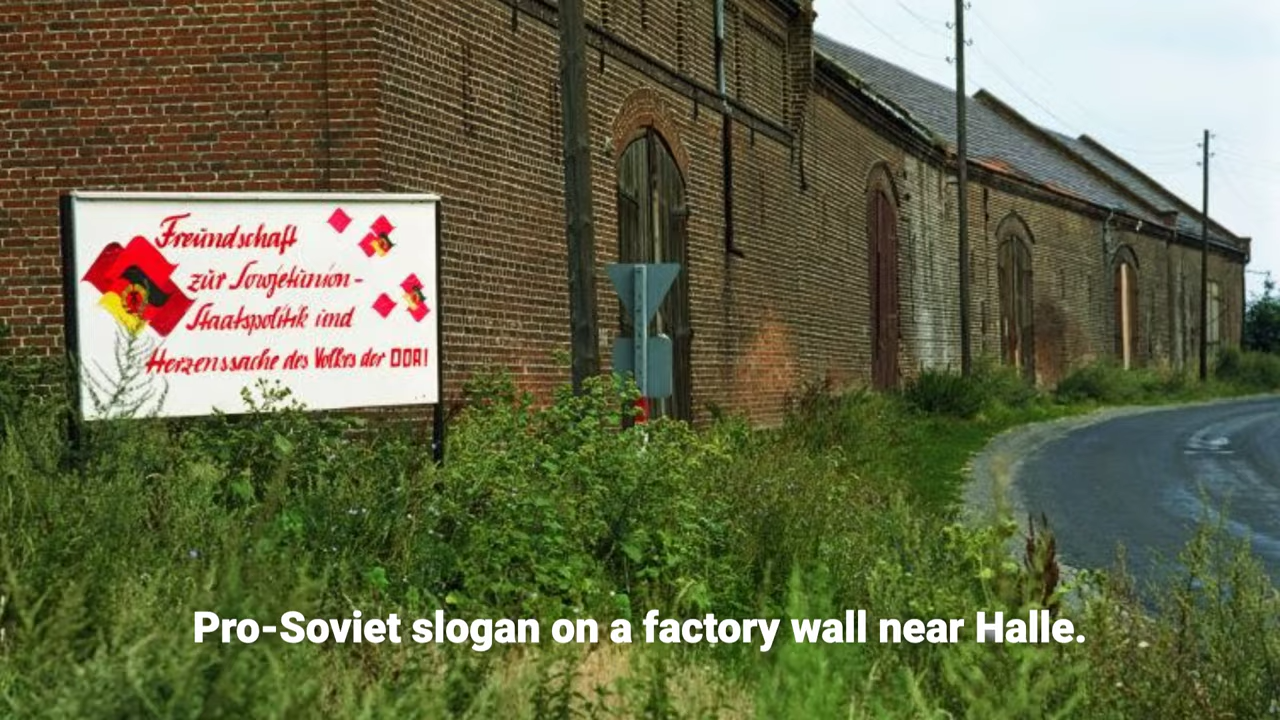 Freundschaft
zur Sowjetunion -
Staatspolitik und
Herzenssache des Volkes der DDR!
Pro-Soviet slogan on a factory wall near Halle.